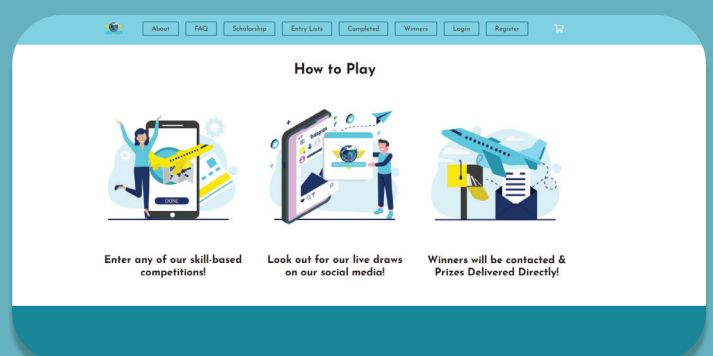 About
FAQ
Scholarship
Entry Lists
Completed
Winners
Login
Register
How to Play
DONE
Enter any of our skill-based
competitions!
Look out for our live draws
on our social media!
Winners will be contacted &
Prizes Delivered Directly!